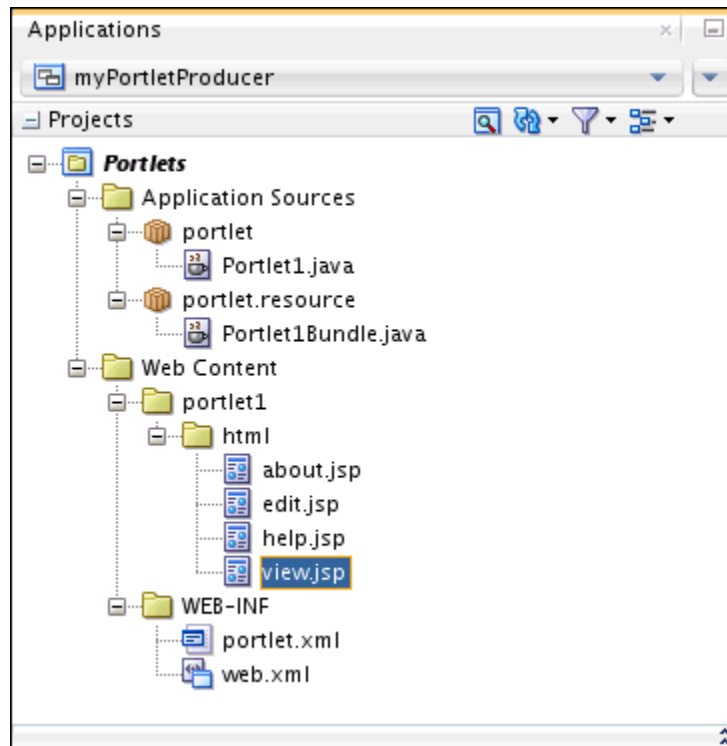 Applications
myPortletProducer
Projects
Portlets
Application Sources
portlet
Portlet1.java
portlet.resource
Portlet1Bundle.java
Web Content
portlet1
html
about.jsp
edit.jsp
help.jsp
view.jsp
WEB-INF
portlet.xml
web.xml